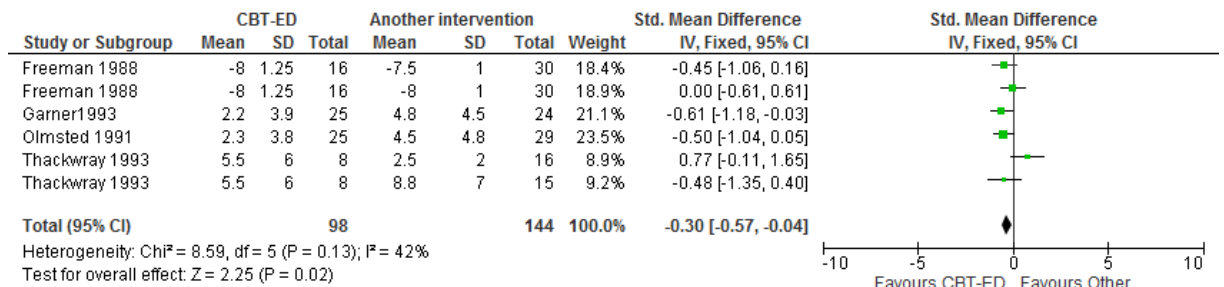 CBT-ED Another intervention Std. Mean Difference Std. Mean Difference
Study or Subgroup Mean SD Total Mean SD Total Weight IV, Fixed, 95% CI IV, Fixed, 95% CI
Freeman 1988 -8 1.25 16 -7.5 1 30 18.4% -0.45 [-1.06, 0.16]
Freeman 1988 -8 1.25 16 -8 1 30 18.9% 0.00 [-0.61, 0.61]
Garner1993 2.2 3.9 25 4.8 4.5 24 21.1% -0.61 [-1.18, -0.03]
Olmsted 1991 2.3 3.8 25 4.5 4.8 29 23.5% -0.50 [-1.04, 0.05]
Thackwray 1993 5.5 6 8 2.5 2 16 8.9% 0.77 [-0.11, 1.65]
Thackwray 1993 5.5 6 8 8.8 7 15 9.2% -0.48 [-1.35, 0.40]
Total (95% CI) 98 144 100.0% -0.30 [-0.57, -0.04]
Heterogeneity: Chi² = 8.59, df = 5 (P = 0.13); I² = 42%
Test for overall effect: Z = 2.25 (P = 0.02)
-10 -5 0 5 10
Favours CBT-ED Favours Other